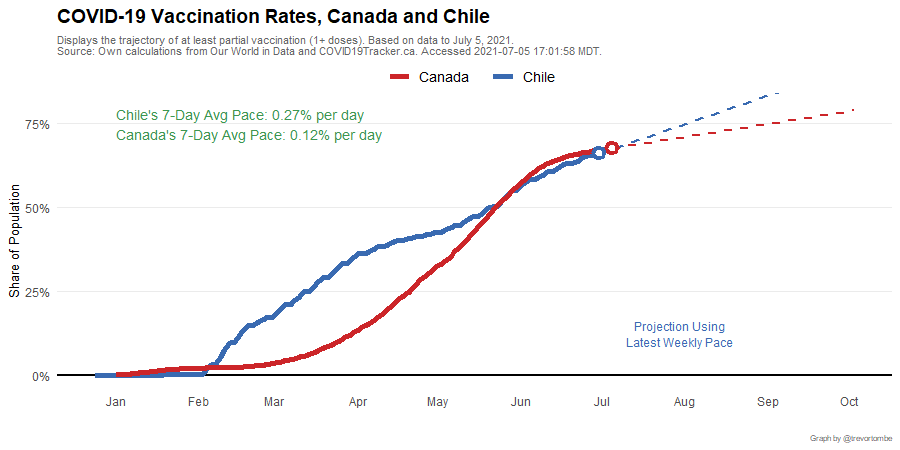 COVID-19 Vaccination Rates, Canada and Chile
Displays the trajectory of at least partial vaccination (1+ doses). Based on data to July 5, 2021.
Source: Own calculations from Our World in Data and COVID19Tracker.ca. Accessed 2021-07-05 17:01:58 MDT.
Canada Chile
Chile's 7-Day Avg Pace: 0.27% per day
Canada's 7-Day Avg Pace: 0.12% per day
75%
50%
25%
0%
Share of Population
Projection Using
Latest Weekly Pace
Jan Feb Mar Apr May Jun Jul Aug Sep Oct
Graph by @trevortombe